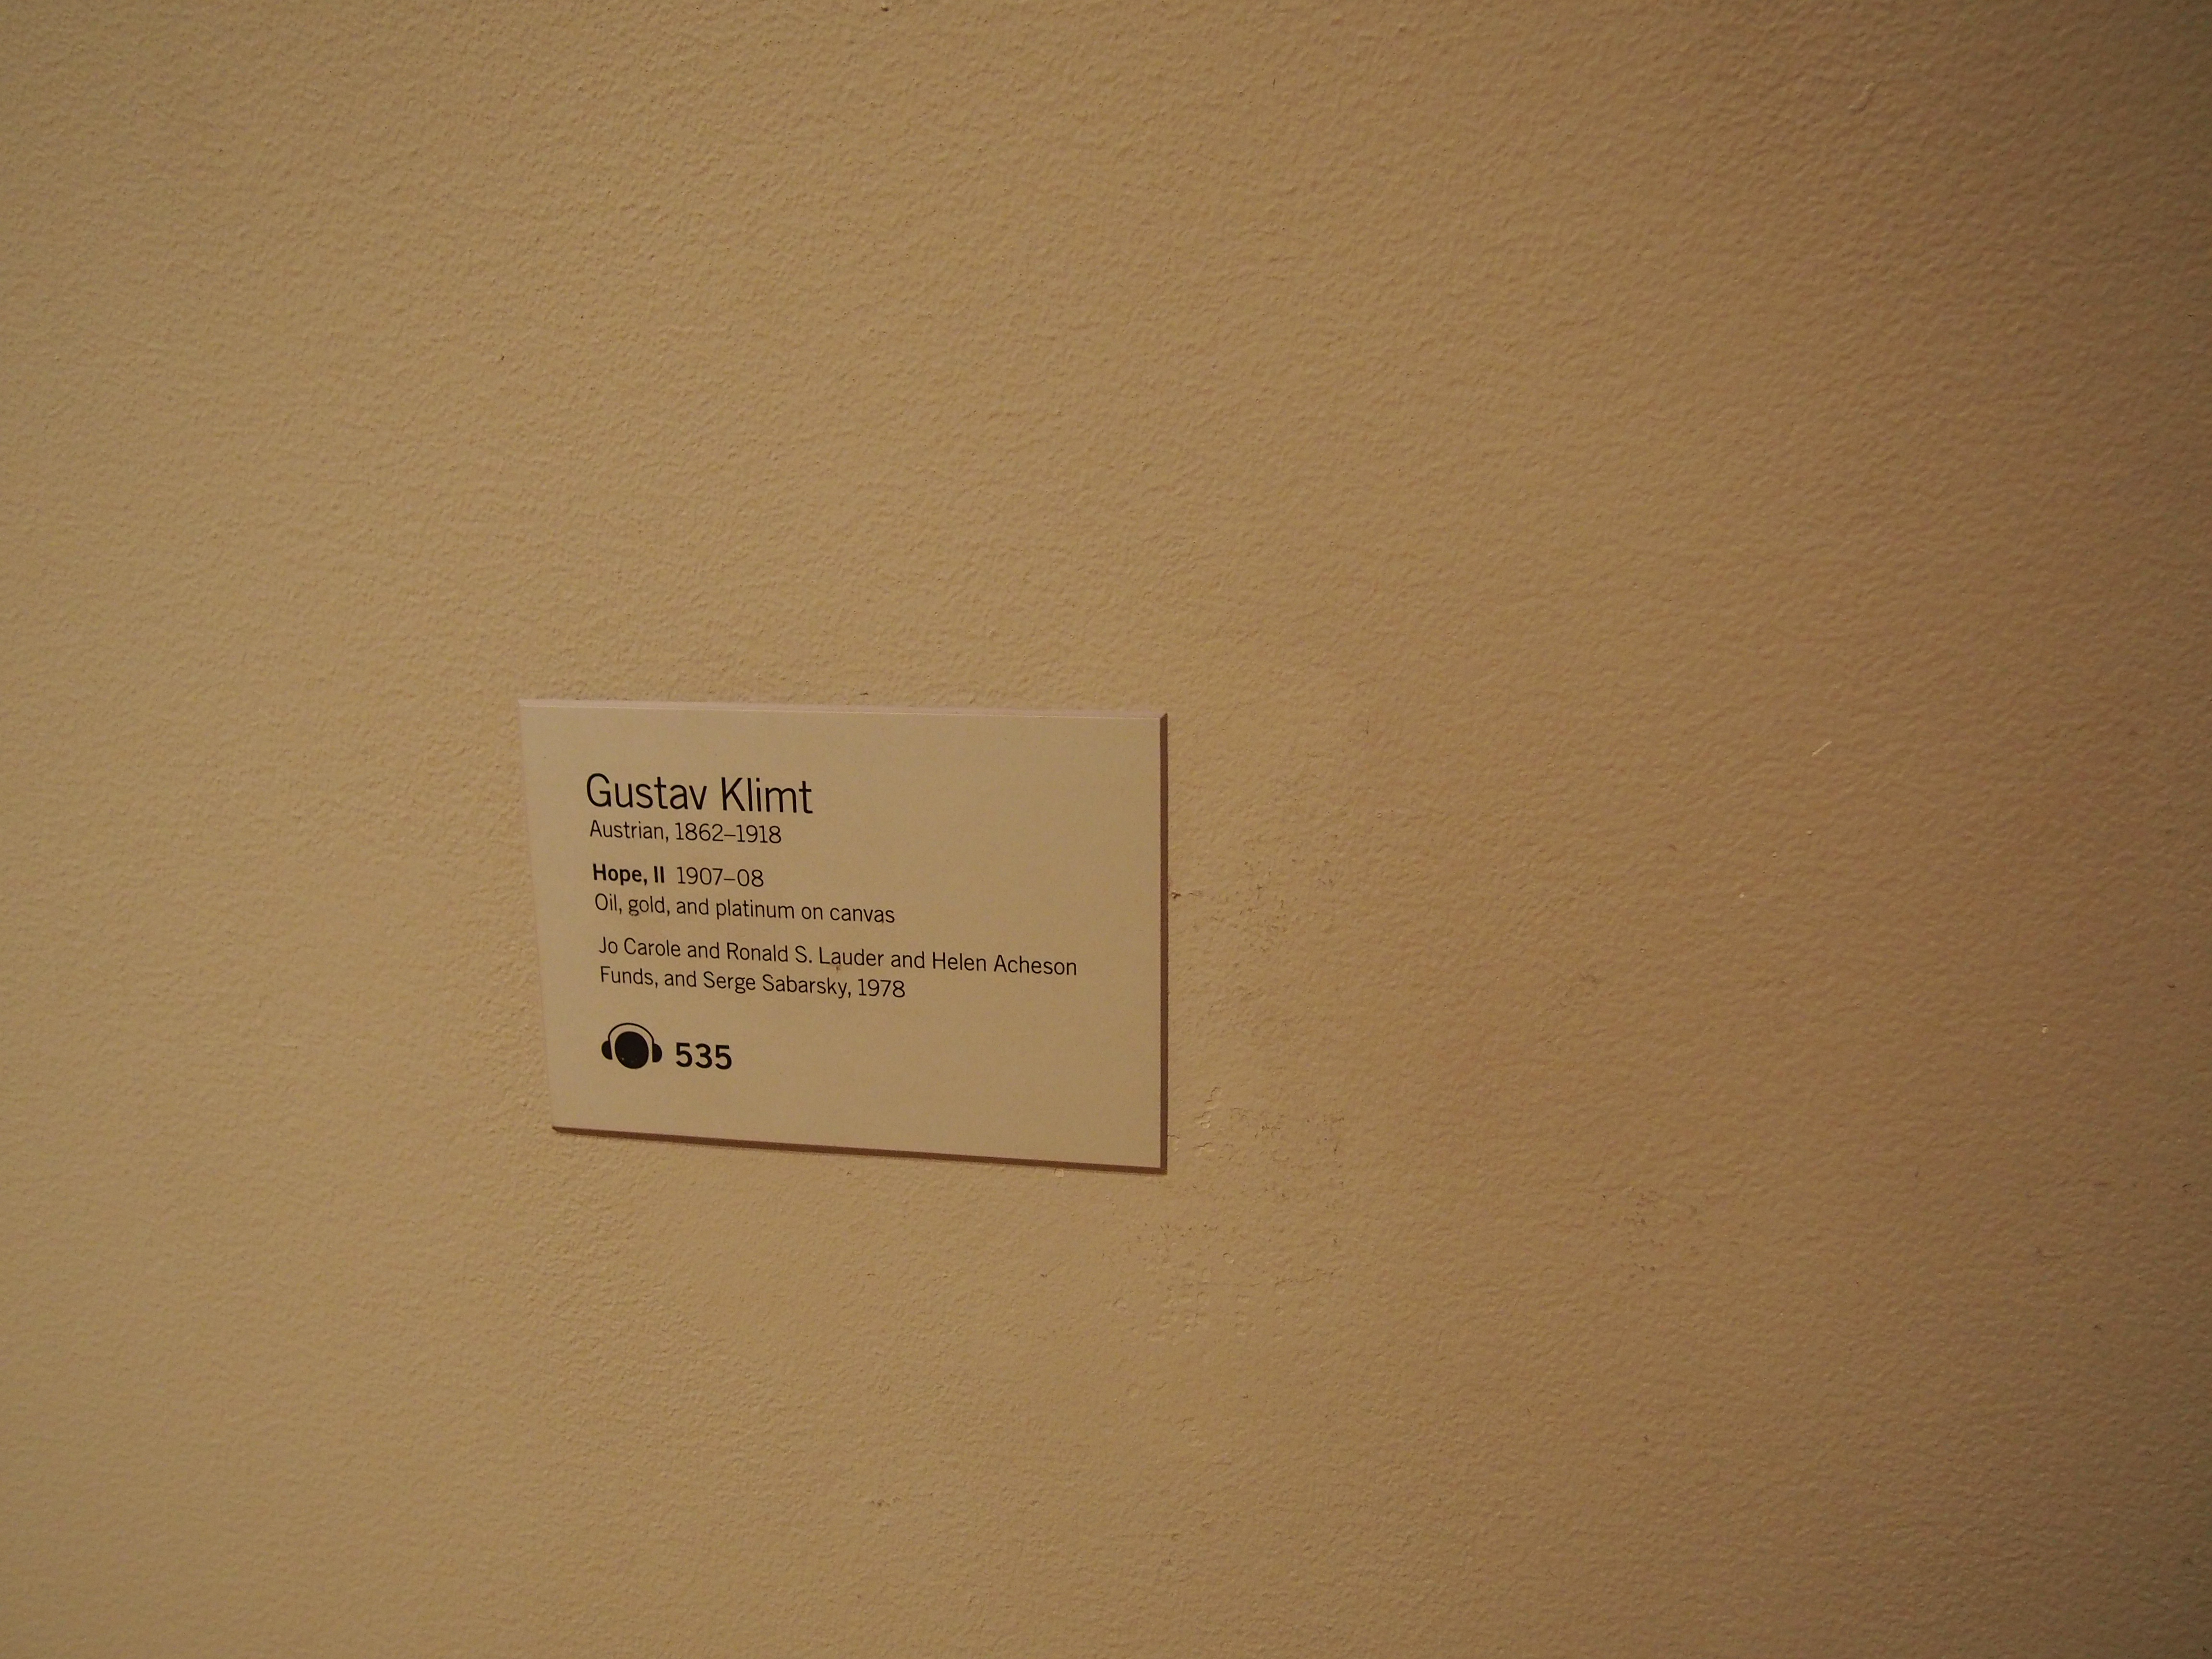 Gustav Klimt
Austrian, 1862–1918
Hope, II 1907–08
Oil, gold, and platinum on canvas
Jo Carole and Ronald S. Lauder and Helen Acheson
Funds, and Serge Sabarsky, 1978
535